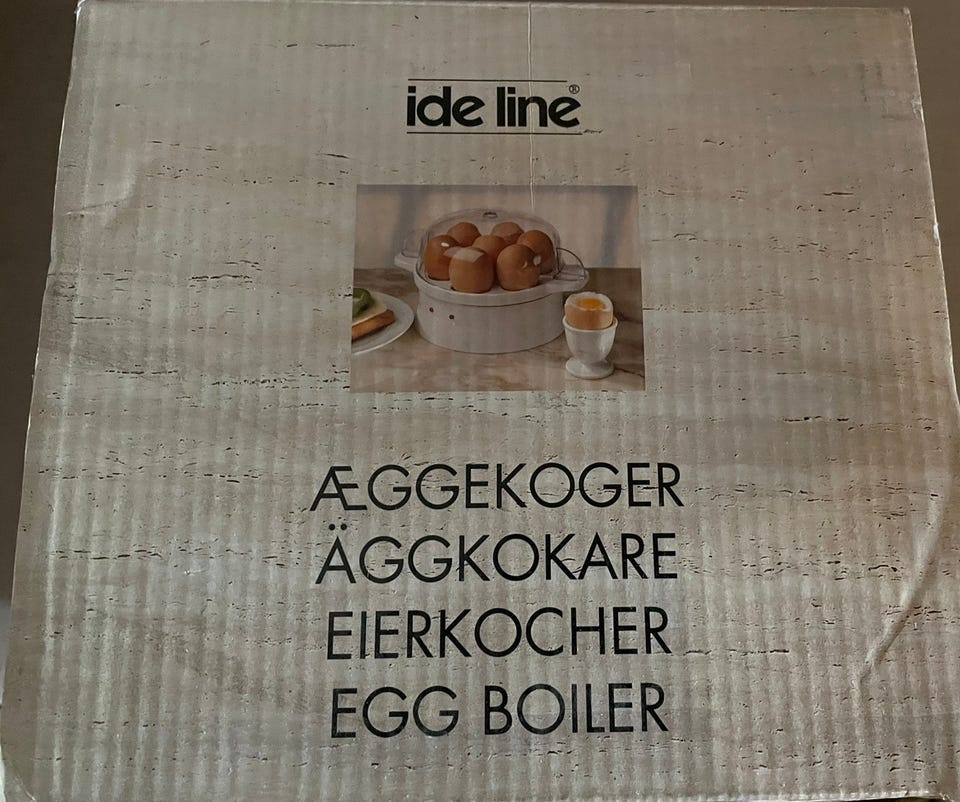 ide line®
ÆGGEKOGER
ÄGGKOKARE
EIERKOCHER
EGG BOILER